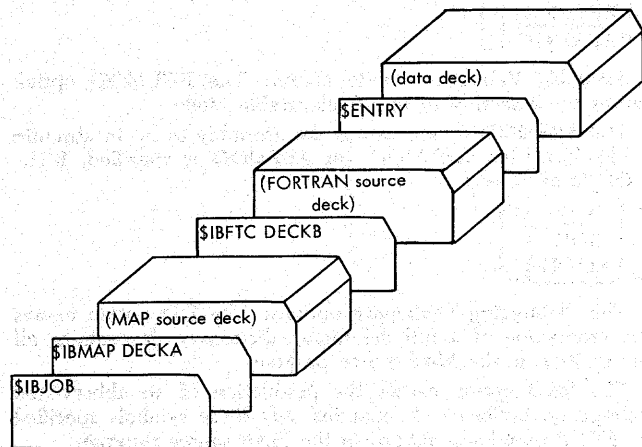 (data deck)
$ENTRY
(FORTRAN source
deck)
$IBFTC DECKB
(MAP source deck)
$IBMAP DECKA
$IBJOB